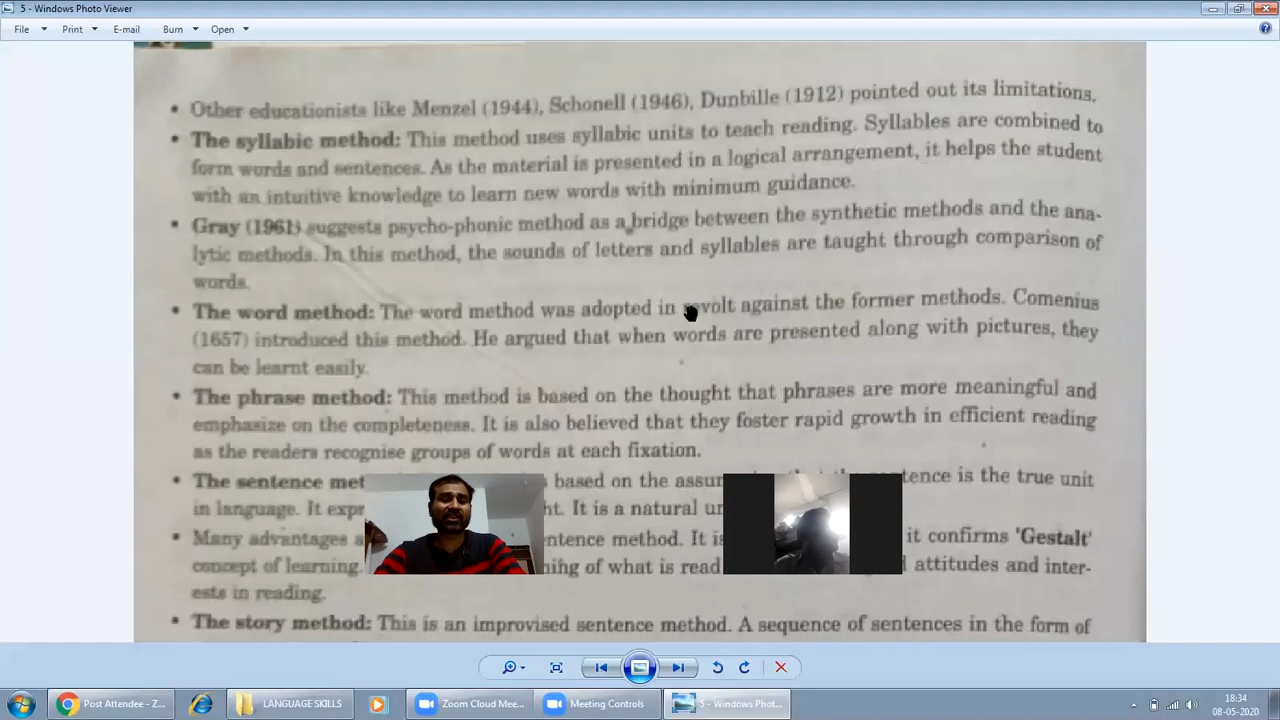 5 - Windows Photo Viewer
File Print E-mail Burn Open
• Other educationists like Menzel (1944), Schonell (1946), Dunbille (1912) pointed out its limitations,
• The syllabic method: This method uses syllabic units to teach reading. Syllables are combined to
form words and sentences. As the material is presented in a logical arrangement, it helps the student
with an intuitive knowledge to learn new words with minimum guidance.
• Gray (1961) suggests psycho-phonic method as a bridge between the synthetic methods and the ana-
lytic methods. In this method, the sounds of letters and syllables are taught through comparison of
words.
• The word method: The word method was adopted in revolt against the former methods. Comenius
(1657) introduced this method. He argued that when words are presented along with pictures, they
can be learnt easily.
• The phrase method: This method is based on the thought that phrases are more meaningful and
emphasize on the completeness. It is also believed that they foster rapid growth in efficient reading
as the readers recognise groups of words at each fixation.
• The sentence met based on the assu tence is the true unit
in language. It expr ht. It is a natural un
• Many advantages a ntence method. It is it confirms 'Gestalt'
concept of learning. ning of what is read attitudes and inter-
ests in reading.
• The story method: This is an improvised sentence method. A sequence of sentences in the form of
Post Attendee - Z... LANGUAGE SKILLS Zoom Cloud Mee... Meeting Controls 5 - Windows Phot...
18:34
08-05-2020